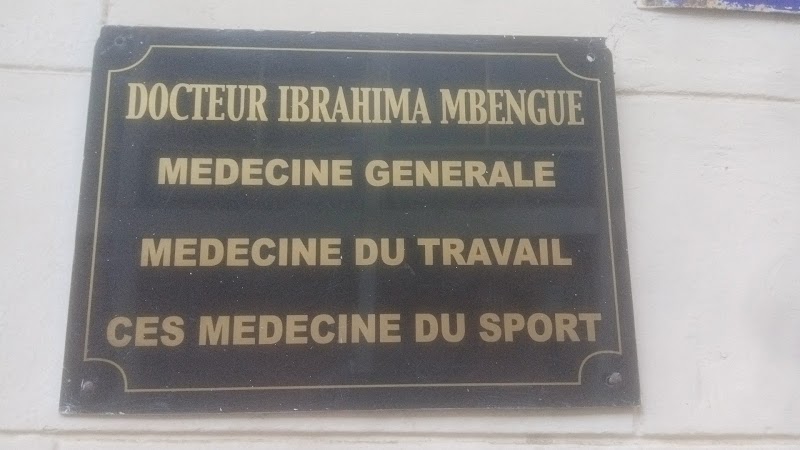 DOCTEUR IBRAHIMA MBENGUE
MEDECINE GENERALE
MEDECINE DU TRAVAIL
CES MEDECINE DU SPORT